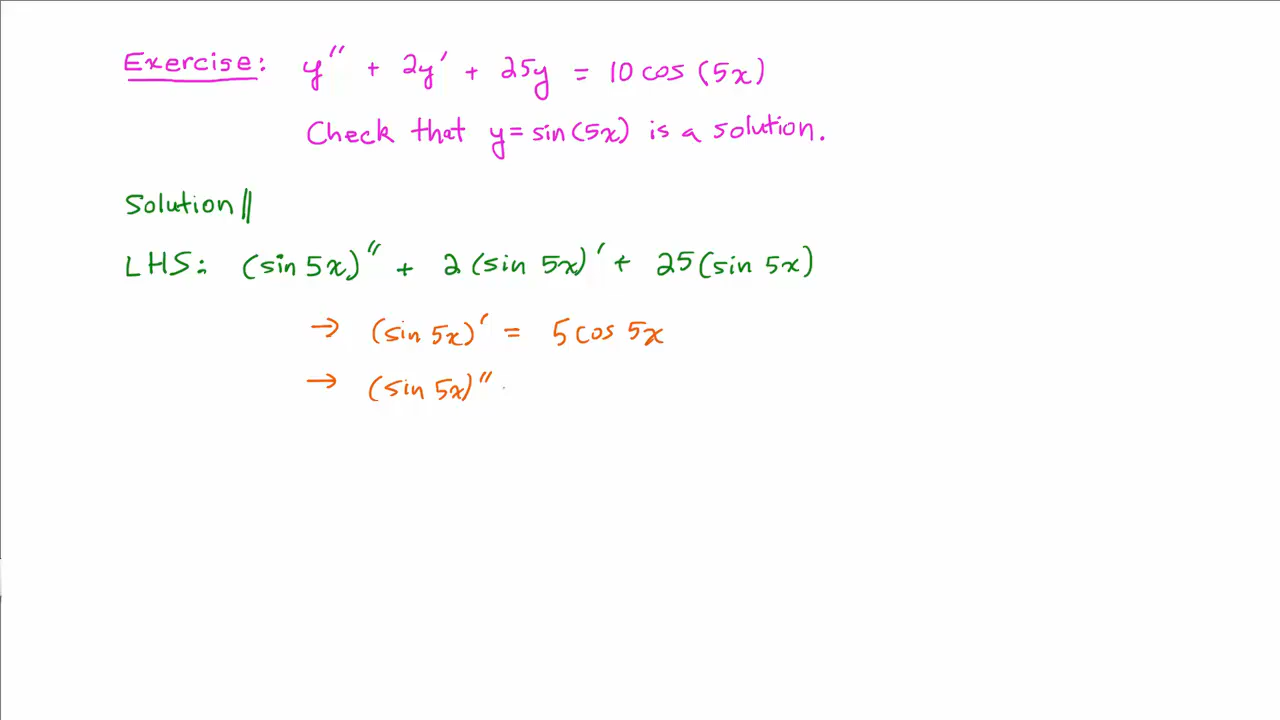 Exercise: y'' + 2y' + 25y = 10 cos (5x)
Check that y = sin(5x) is a solution.
Solution ||
LHS: (sin 5x)'' + 2 (sin 5x)' + 25 (sin 5x)
→ (sin 5x)' = 5 cos 5x
→ (sin 5x)''